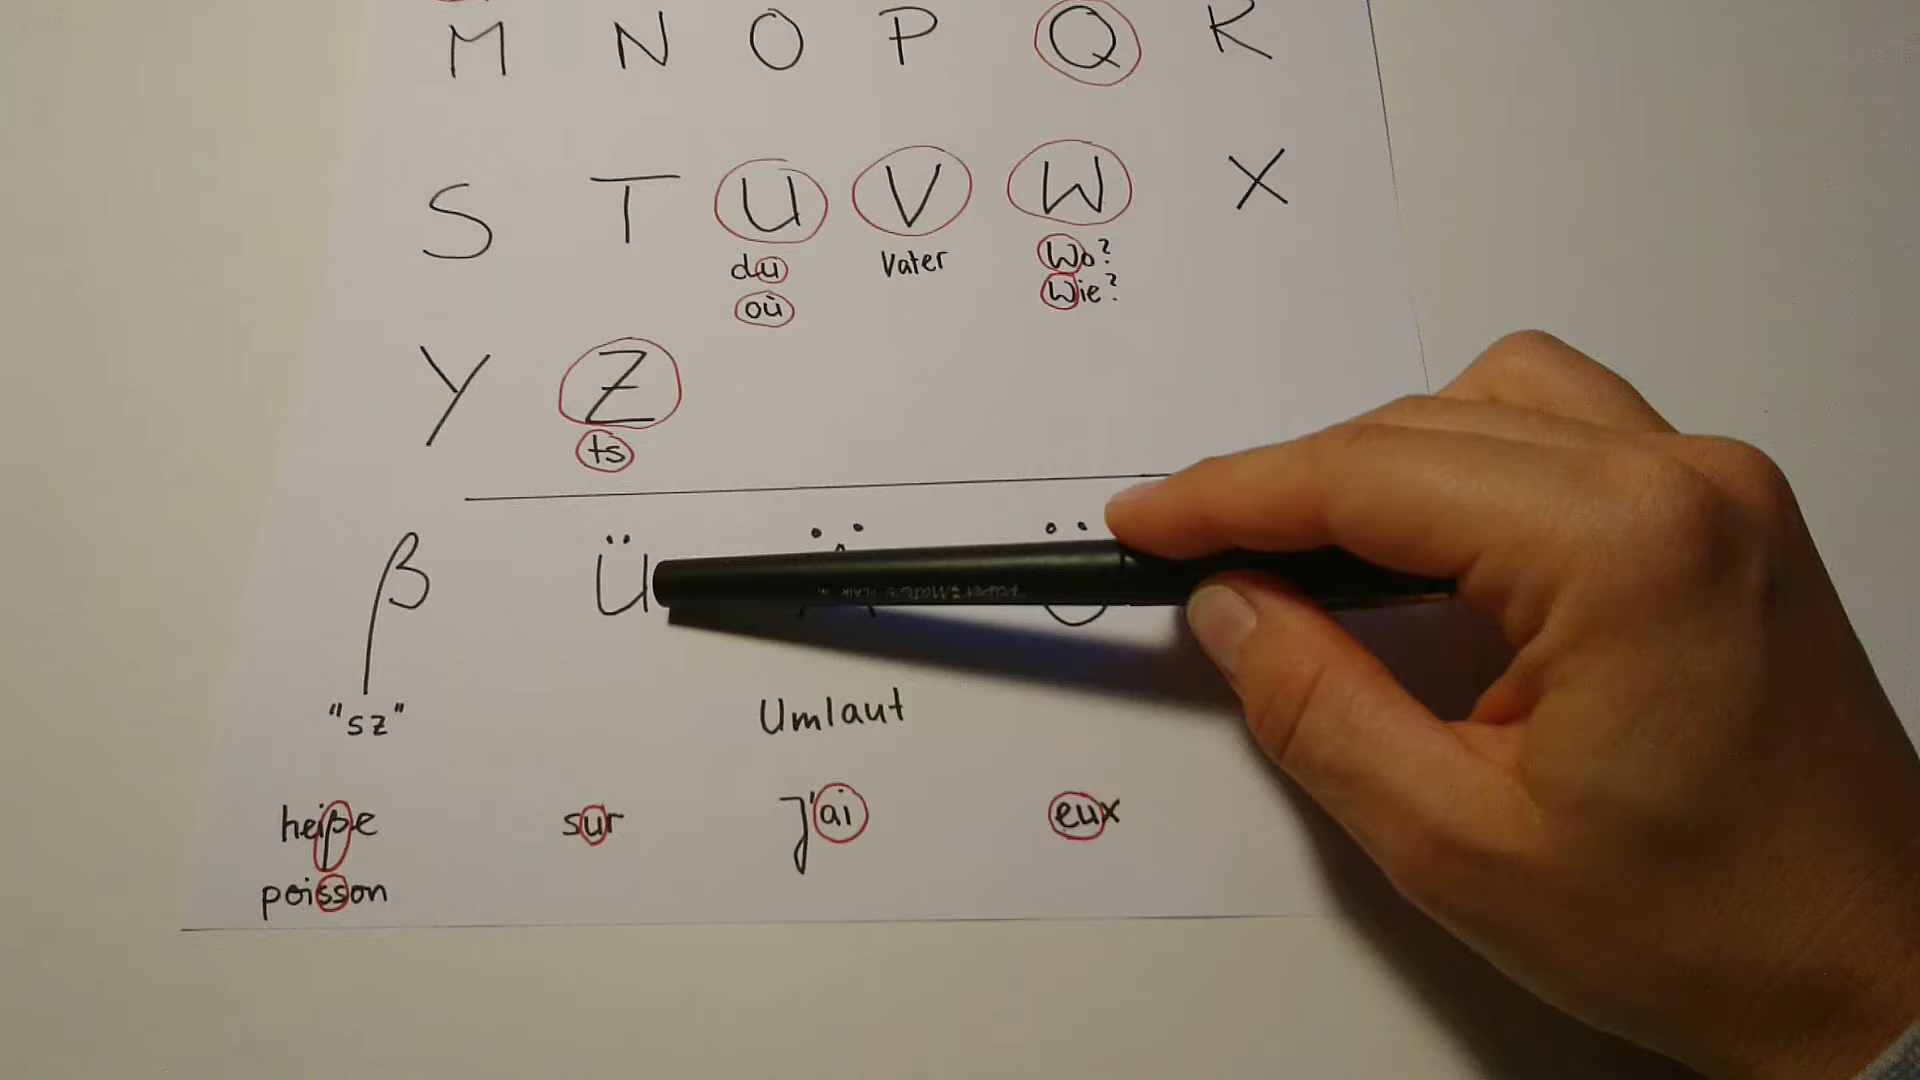 M N O P Q R
S T U V W X
du Vater Wo?
où Wie?
Y Z
ts
ß Ü Ä Ö
"sz"
Umlaut
heiße sur j'ai eux
poisson